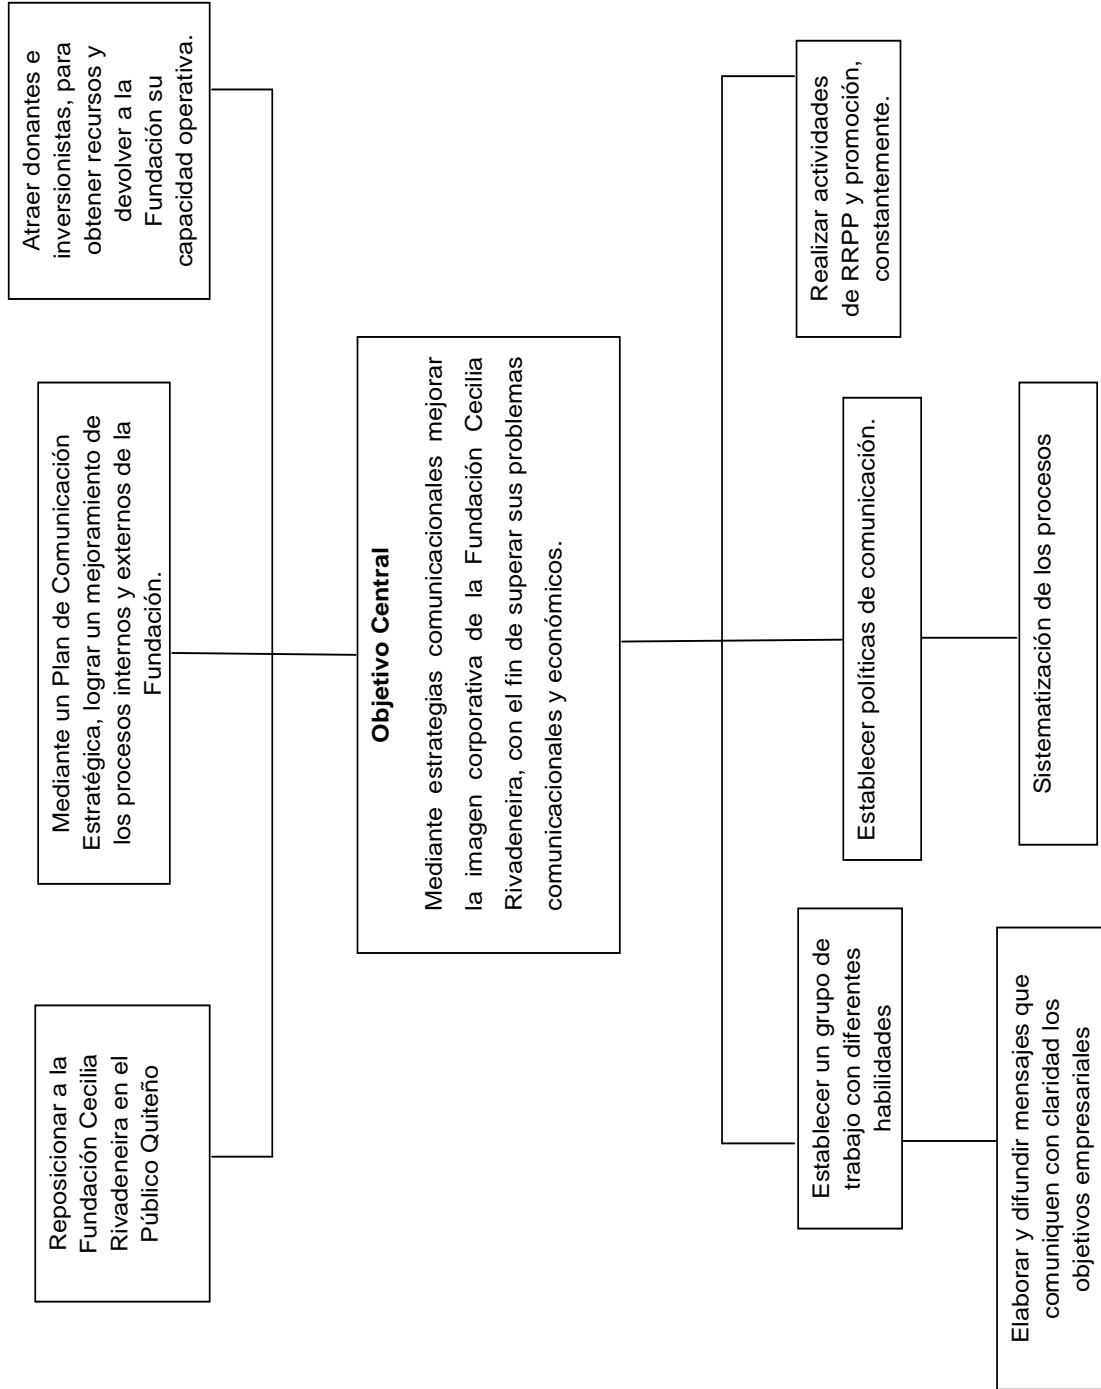 Reposicionar a la
Fundación Cecilia
Rivadeneira en el
Público Quiteño
Mediante un Plan de Comunicación
Estratégica, lograr un mejoramiento de
los procesos internos y externos de la
Fundación.
Atraer donantes e
inversionistas, para
obtener recursos y
devolver a la
Fundación su
capacidad operativa.
Objetivo Central
Mediante estrategias comunicacionales mejorar
la imagen corporativa de la Fundación Cecilia
Rivadeneira, con el fin de superar sus problemas
comunicacionales y económicos.
Establecer un grupo de
trabajo con diferentes
habilidades
Establecer políticas de comunicación.
Realizar actividades
de RRPP y promoción,
constantemente.
Elaborar y difundir mensajes que
comuniquen con claridad los
objetivos empresariales
Sistematización de los procesos